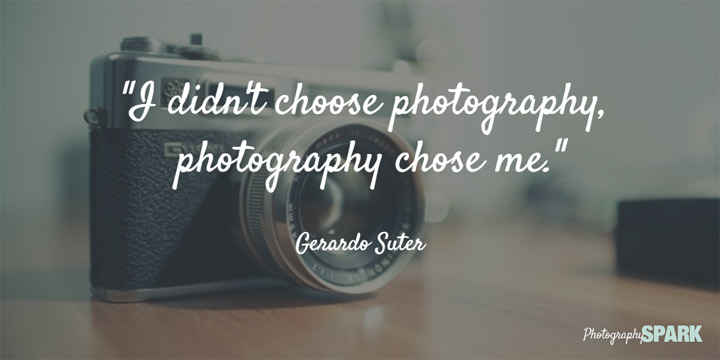 "I didn't choose photography,
photography chose me."
Gerardo Suter
PhotographySPARK